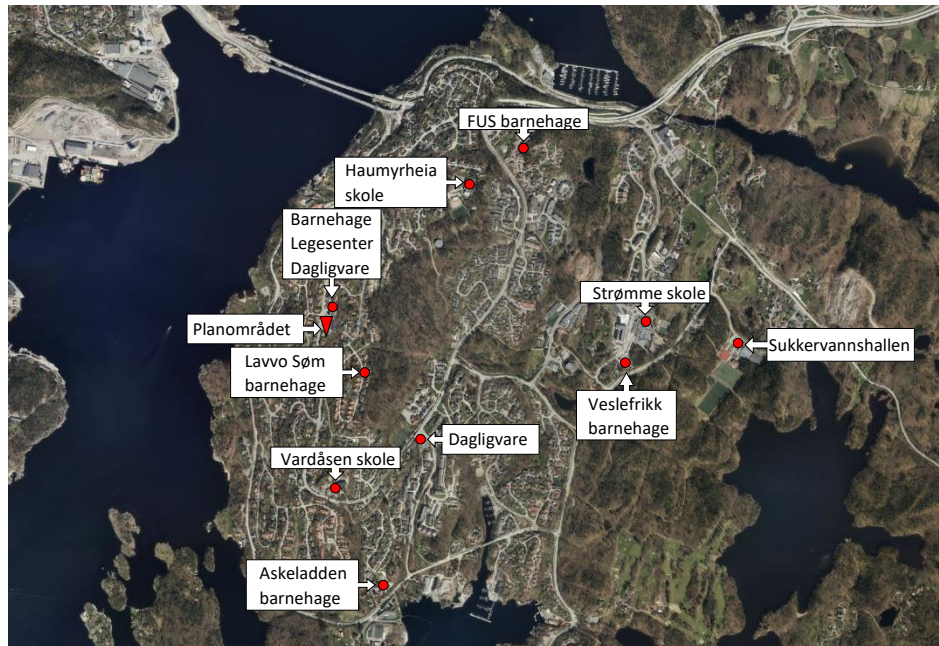 FUS barnehage
Haumyrheia
skole
Barnehage
Legesenter
Dagligvare
Strømme skole
Planområdet
Sukkervannshallen
Lavvo Søm
barnehage
Veslefrikk
barnehage
Dagligvare
Vardåsen skole
Askeladden
barnehage